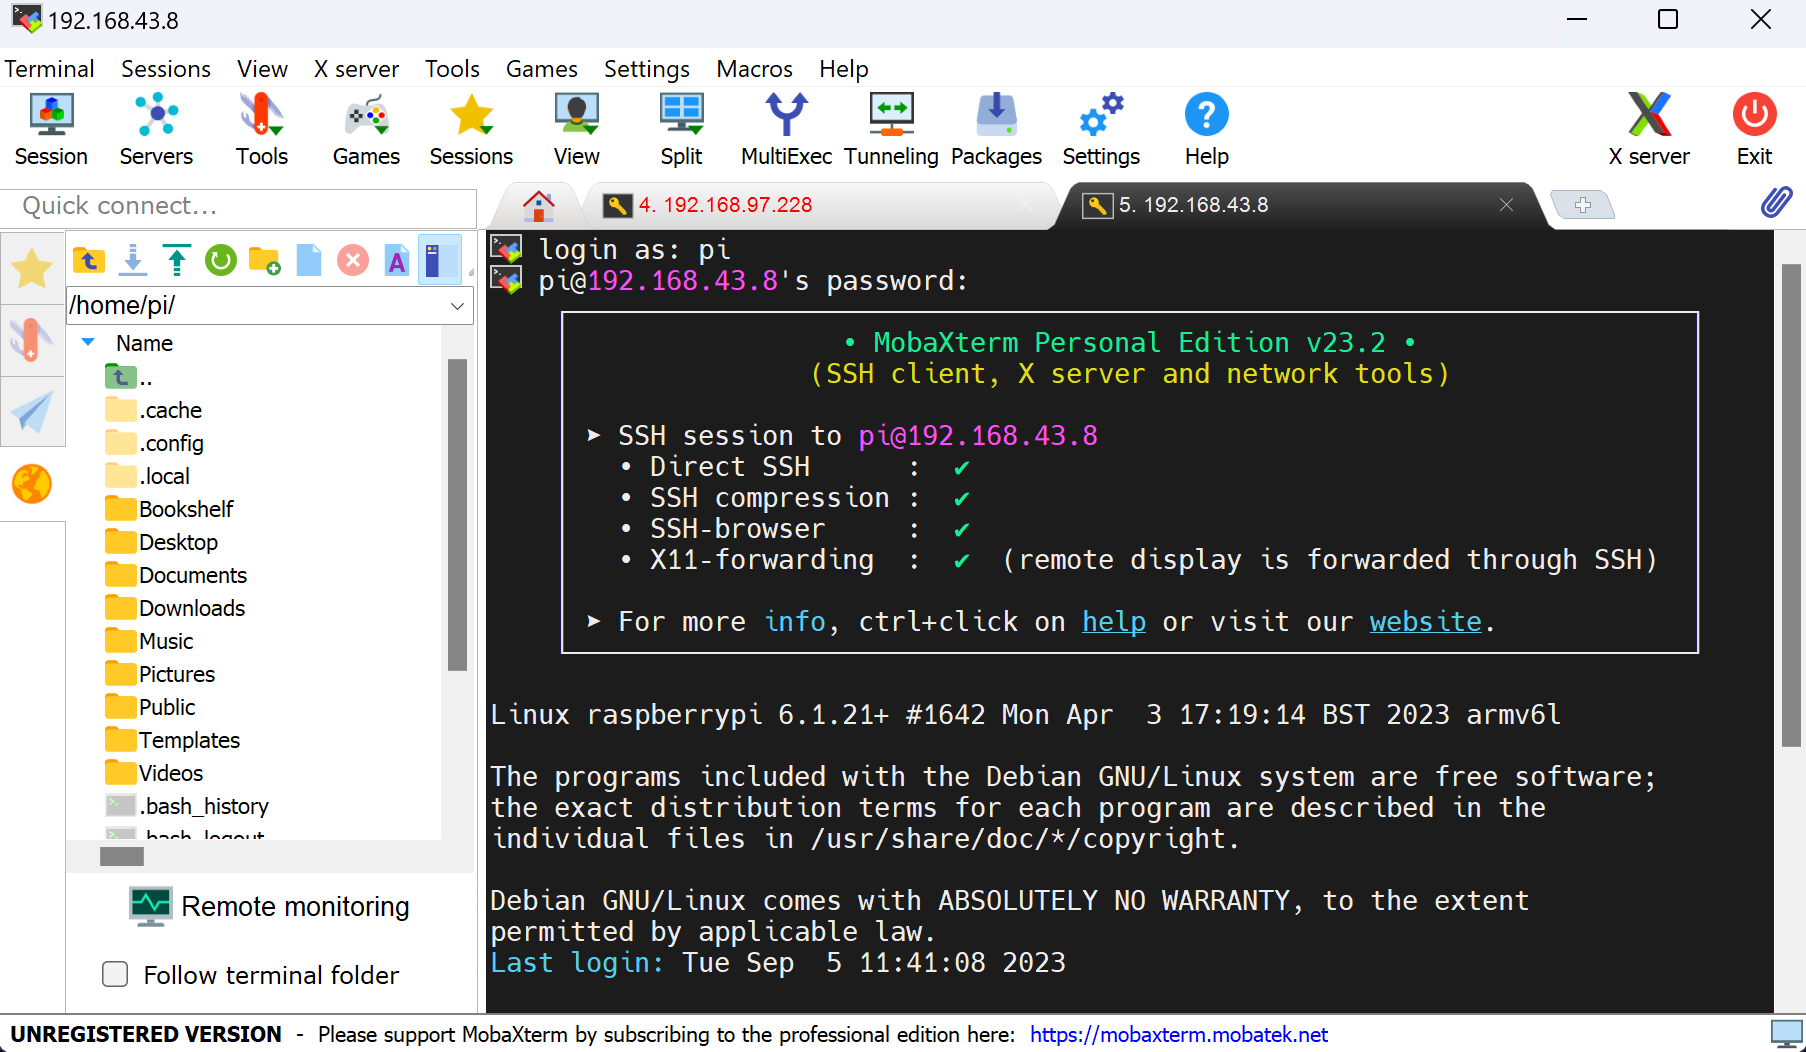 192.168.43.8
Terminal Sessions View X server Tools Games Settings Macros Help
Session Servers Tools Games Sessions View Split MultiExec Tunneling Packages Settings Help X server Exit
Quick connect...
4. 192.168.97.228
5. 192.168.43.8
/home/pi/
Name
..
.cache
.config
.local
Bookshelf
Desktop
Documents
Downloads
Music
Pictures
Public
Templates
Videos
.bash_history
.bash_logout
Remote monitoring
Follow terminal folder
login as: pi
pi@192.168.43.8's password:
• MobaXterm Personal Edition v23.2 •
(SSH client, X server and network tools)
➤ SSH session to pi@192.168.43.8
• Direct SSH : ✔
• SSH compression : ✔
• SSH-browser : ✔
• X11-forwarding : ✔ (remote display is forwarded through SSH)
➤ For more info, ctrl+click on help or visit our website.
Linux raspberrypi 6.1.21+ #1642 Mon Apr  3 17:19:14 BST 2023 armv6l
The programs included with the Debian GNU/Linux system are free software;
the exact distribution terms for each program are described in the
individual files in /usr/share/doc/*/copyright.
Debian GNU/Linux comes with ABSOLUTELY NO WARRANTY, to the extent
permitted by applicable law.
Last login: Tue Sep  5 11:41:08 2023
UNREGISTERED VERSION - Please support MobaXterm by subscribing to the professional edition here: https://mobaxterm.mobatek.net